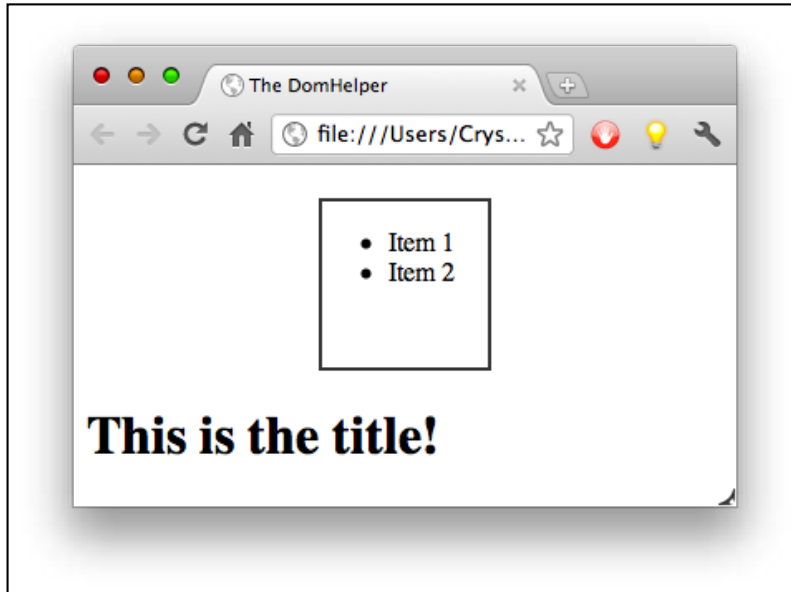 The DomHelper
file:///Users/Crys...
Item 1
Item 2
This is the title!